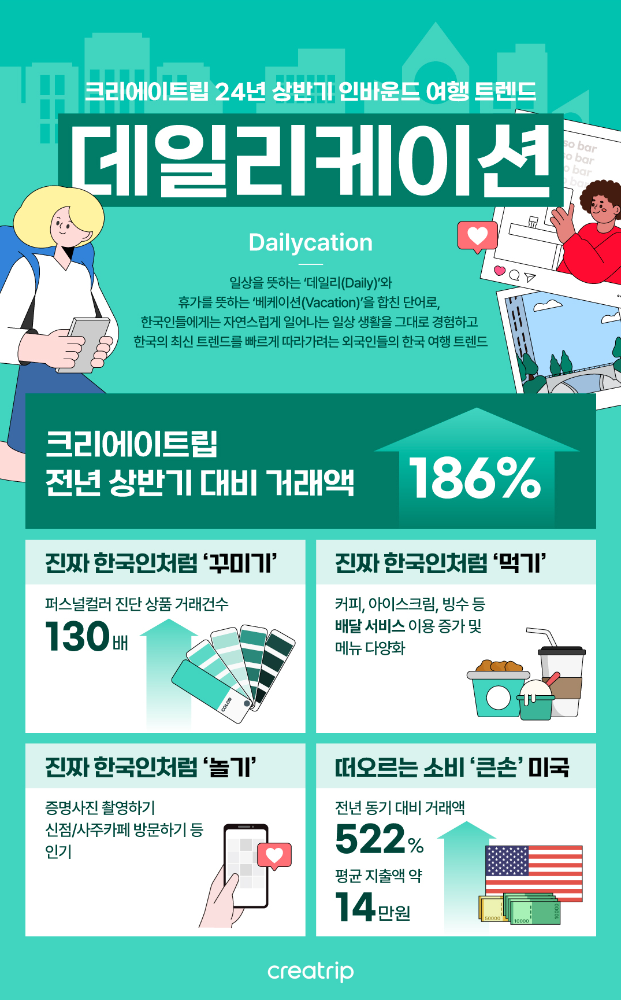 크리에이트립 24년 상반기 인바운드 여행 트렌드
데일리케이션
so bar
so bar
o bar
bar
Dailycation
일상을 뜻하는 ‘데일리(Daily)’와
휴가를 뜻하는 ‘베케이션(Vacation)’을 합친 단어로,
한국인들에게는 자연스럽게 일어나는 일상 생활을 그대로 경험하고
한국의 최신 트렌드를 빠르게 따라가려는 외국인들의 한국 여행 트렌드
크리에이트립
전년 상반기 대비 거래액
186%
진짜 한국인처럼 ‘꾸미기’
퍼스널컬러 진단 상품 거래건수
130배
COLOR
진짜 한국인처럼 ‘먹기’
커피, 아이스크림, 빙수 등
배달 서비스 이용 증가 및
메뉴 다양화
진짜 한국인처럼 ‘놀기’
증명사진 촬영하기
신점/사주카페 방문하기 등
인기
떠오르는 소비 ‘큰손’ 미국
전년 동기 대비 거래액
522%
평균 지출액 약
14만원
50000
10000
10000
creatrip